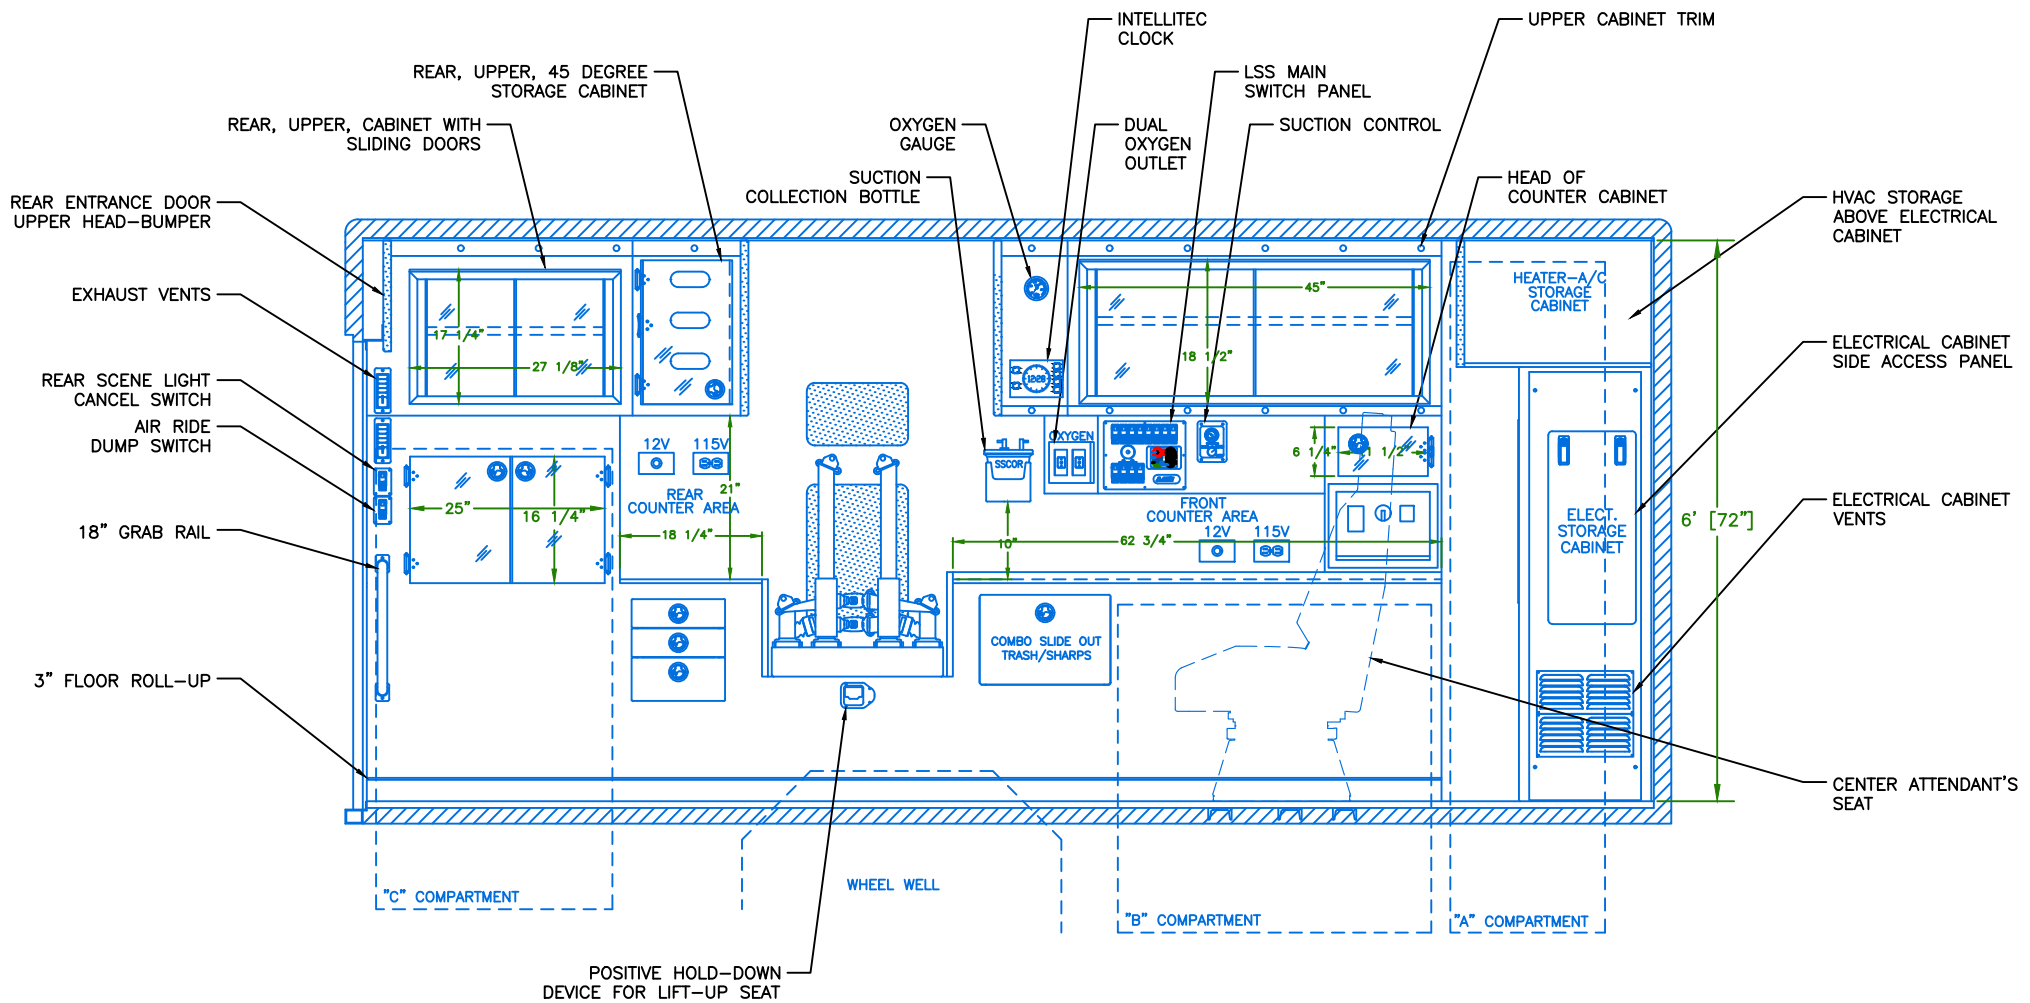 INTELLITEC
CLOCK
UPPER CABINET TRIM
REAR, UPPER, 45 DEGREE
STORAGE CABINET
LSS MAIN
SWITCH PANEL
REAR, UPPER, CABINET WITH
SLIDING DOORS
OXYGEN
GAUGE
DUAL
OXYGEN
OUTLET
SUCTION CONTROL
SUCTION
COLLECTION BOTTLE
HEAD OF
COUNTER CABINET
REAR ENTRANCE DOOR
UPPER HEAD-BUMPER
HVAC STORAGE
ABOVE ELECTRICAL
CABINET
EXHAUST VENTS
HEATER-A/C
STORAGE
CABINET
45"
17 1/4"
27 1/8"
18 1/2"
ELECTRICAL CABINET
SIDE ACCESS PANEL
REAR SCENE LIGHT
CANCEL SWITCH
12:20
AIR RIDE
DUMP SWITCH
12V
115V
OXYGEN
6 1/4"
1 1/2"
SSCOR
21"
REAR
COUNTER AREA
25"
16 1/4"
FRONT
COUNTER AREA
ELECT.
STORAGE
CABINET
6' [72"]
ELECTRICAL CABINET
VENTS
18" GRAB RAIL
18 1/4"
10"
62 3/4"
12V
115V
COMBO SLIDE OUT
TRASH/SHARPS
3" FLOOR ROLL-UP
CENTER ATTENDANT'S
SEAT
"C" COMPARTMENT
WHEEL WELL
"B" COMPARTMENT
"A" COMPARTMENT
POSITIVE HOLD-DOWN
DEVICE FOR LIFT-UP SEAT